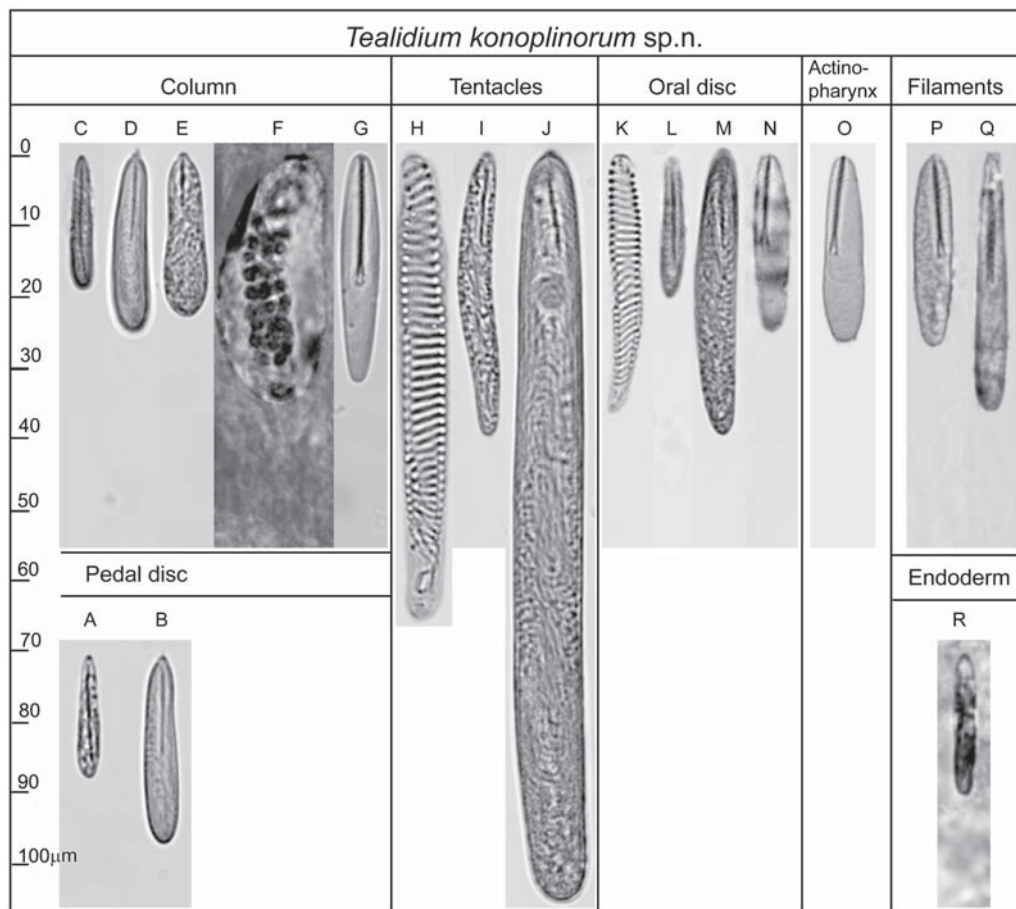 Tealidium konoplinorum sp.n.
Column
Tentacles
Oral disc
Actino-
pharynx
Filaments
C D E F G H I J K L M N O P Q
0
10
20
30
40
50
60
Pedal disc
Endoderm
A B
R
70
80
90
100µm